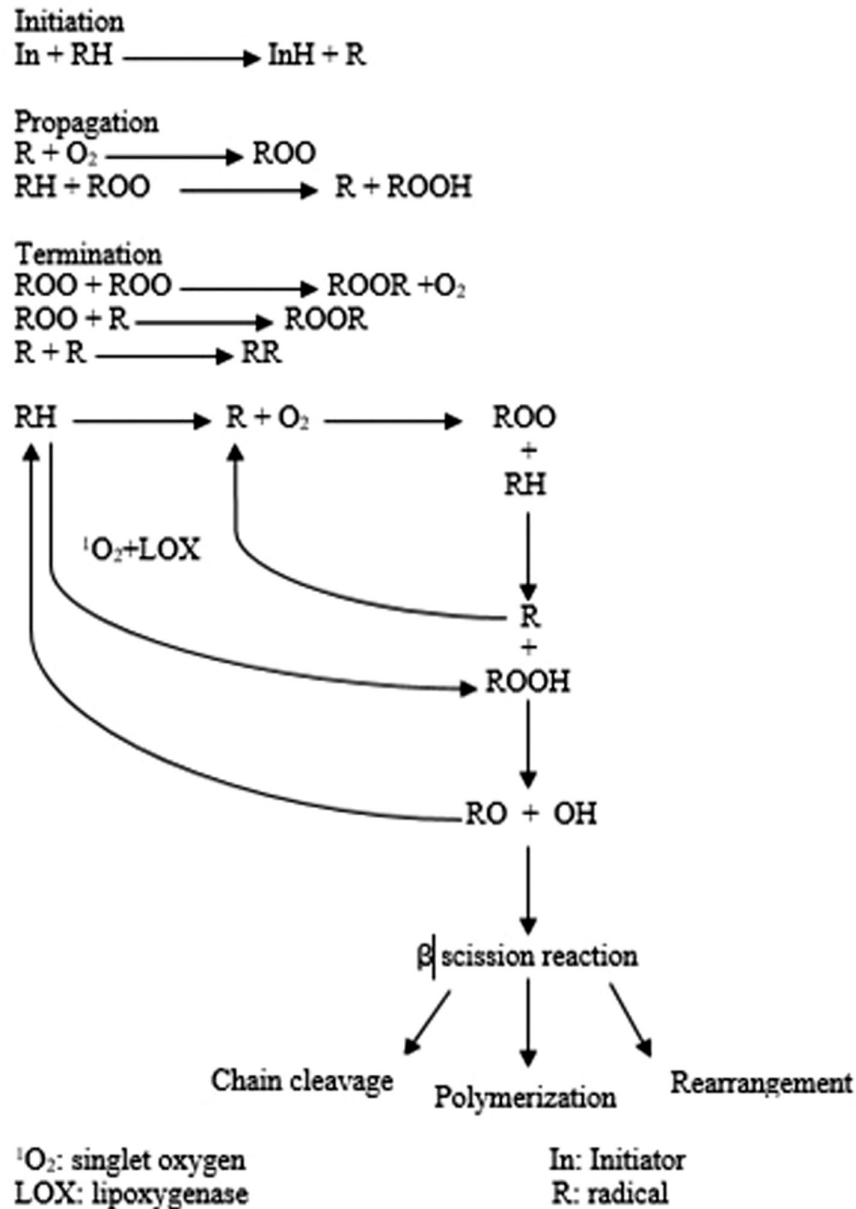 Initiation
In + RH ⟶ InH + R
Propagation
R + O₂ ⟶ ROO
RH + ROO ⟶ R + ROOH
Termination
ROO + ROO ⟶ ROOR +O₂
ROO + R ⟶ ROOR
R + R ⟶ RR
RH ⟶ R + O₂ ⟶ ROO
+
RH
¹O₂+LOX
R
+
ROOH
RO + OH
β scission reaction
Chain cleavage
Polymerization
Rearrangement
¹O₂: singlet oxygen
In: Initiator
LOX: lipoxygenase
R: radical